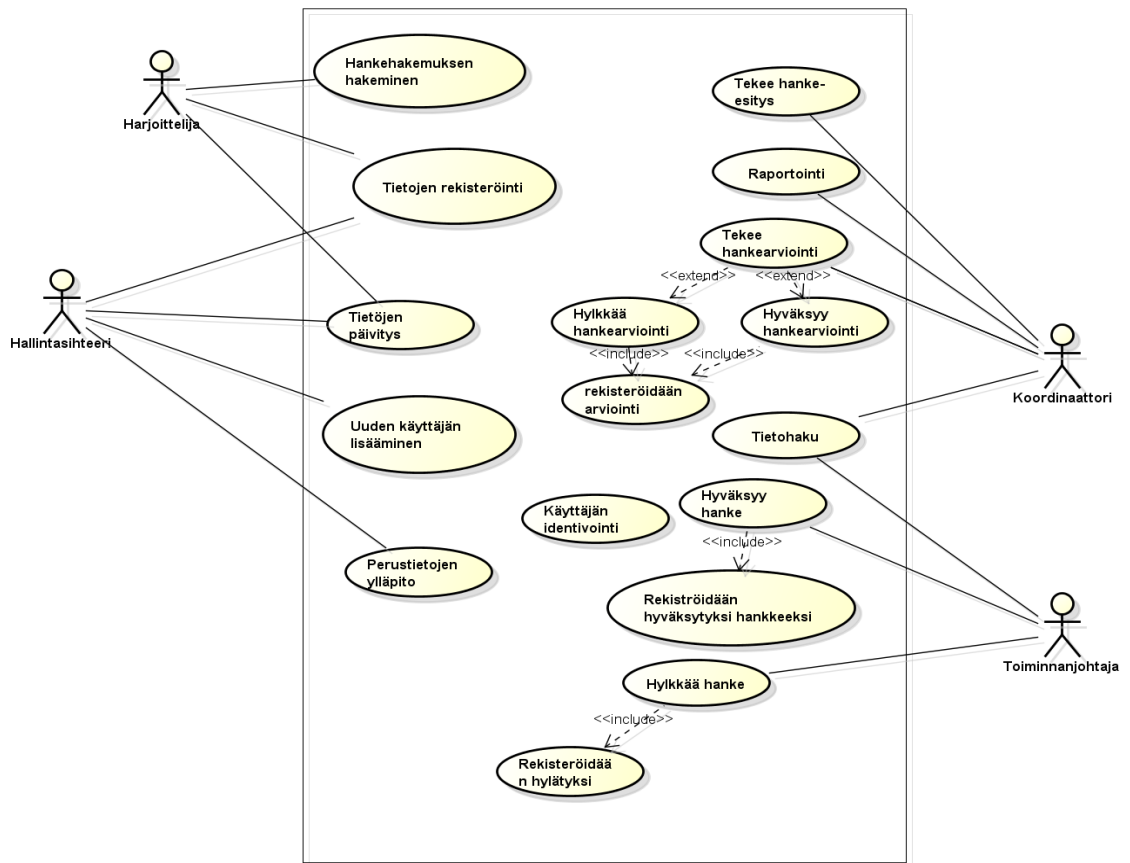 Hankehakemuksen
hakeminen
Harjoittelija
Tekee hanke-
esitys
Tietojen rekisteröinti
Raportointi
Tekee
hankearviointi
<<extend>>
<<extend>>
Hallintasihteeri
Tietöjen
päivitys
Hylkkää
hankearviointi
Hyväksyy
hankearviointi
<<include>>
<<include>>
rekisteröidään
arviointi
Koordinaattori
Uuden käyttäjän
lisääminen
Tietohaku
Käyttäjän
identivointi
Hyväksyy
hanke
<<include>>
Perustietojen
ylläpito
Rekiströidään
hyväksytyksi hankkeeksi
Toiminnanjohtaja
Hylkkää hanke
<<include>>
Rekisteröidää
n hylätyksi